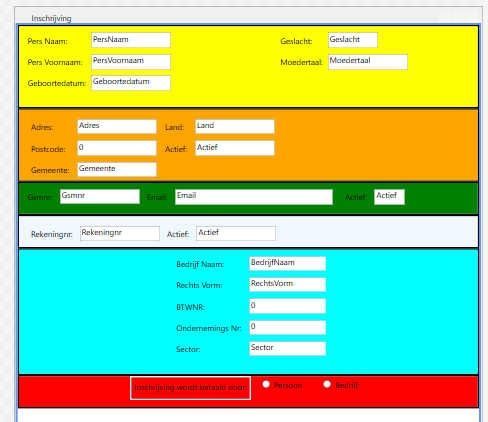 Inschrijving
Pers Naam: PersNaam Geslacht: Geslacht
Pers Voornaam: PersVoornaam Moedertaal: Moedertaal
Geboortedatum: Geboortedatum
Adres: Adres Land: Land
Postcode: 0 Actief: Actief
Gemeente: Gemeente
Gsmnr: Gsmnr Email: Email Actief: Actief
Rekeningnr: Rekeningnr Actief: Actief
Bedrijf Naam: BedrijfNaam
Rechts Vorm: RechtsVorm
BTWNR: 0
Ondernemings Nr: 0
Sector: Sector
Inschrijving wordt betaald door: Persoon Bedrijf